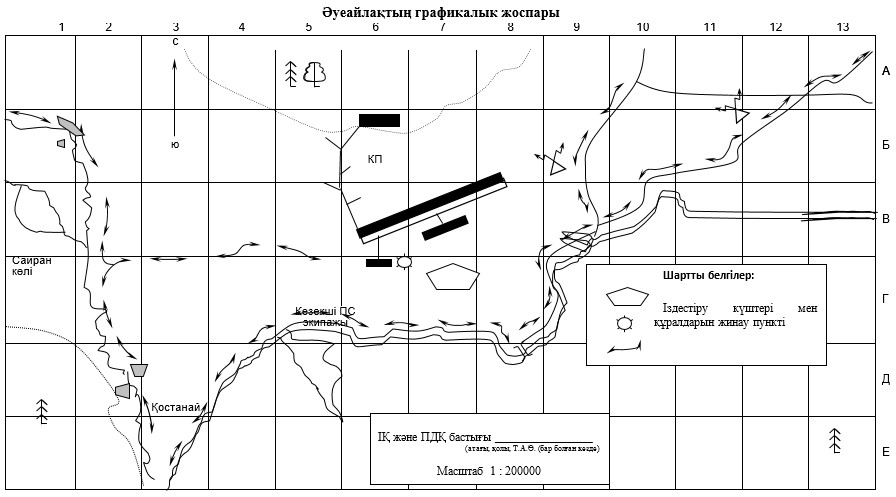 Әуеайлақтың графикалық жоспары
1 2 3 4 5 6 7 8 9 10 11 12 13
с
А
ю
Б
КП
В
Сайран
көлі
Шартты белгілер:
Іздестіру күштері мен
құралдарын жинау пункті
Г
Кезекші ПС
экипажы
Д
Қостанай
ІҚ және ПДҚ бастығы
(атағы, қолы, Т.А.Ә. (бар болған кезде)
Масштаб 1 : 200000
Е